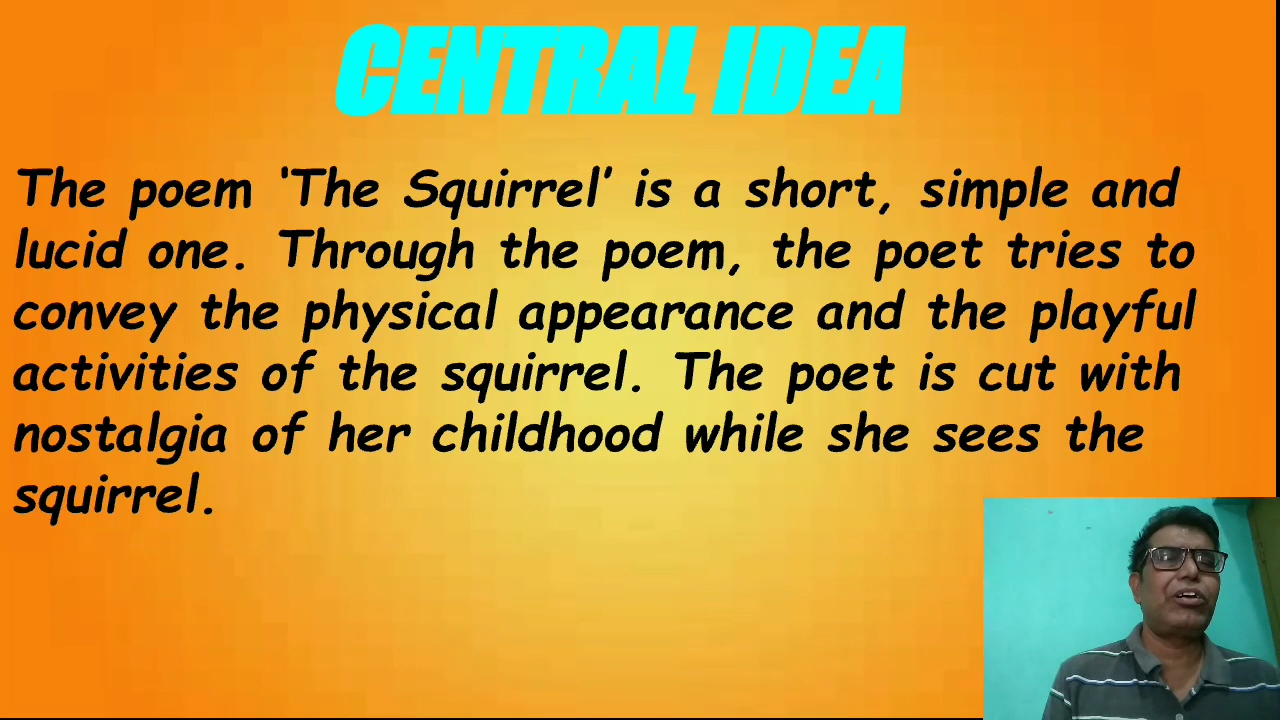 CENTRAL IDEA
The poem ‘The Squirrel’ is a short, simple and
lucid one. Through the poem, the poet tries to
convey the physical appearance and the playful
activities of the squirrel. The poet is cut with
nostalgia of her childhood while she sees the
squirrel.